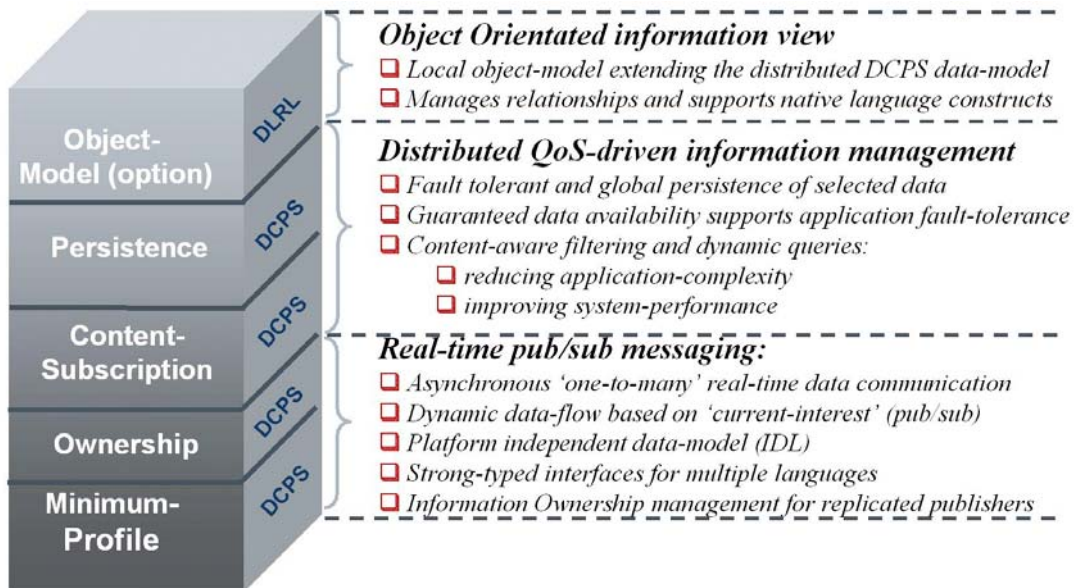 Object-
Model (option)
Persistence
Content-
Subscription
Ownership
Minimum-
Profile
DLRL
DCPS
DCPS
DCPS
DCPS
Object Orientated information view
Local object-model extending the distributed DCPS data-model
Manages relationships and supports native language constructs
Distributed QoS-driven information management
Fault tolerant and global persistence of selected data
Guaranteed data availability supports application fault-tolerance
Content-aware filtering and dynamic queries:
reducing application-complexity
improving system-performance
Real-time pub/sub messaging:
Asynchronous ‘one-to-many’ real-time data communication
Dynamic data-flow based on ‘current-interest’ (pub/sub)
Platform independent data-model (IDL)
Strong-typed interfaces for multiple languages
Information Ownership management for replicated publishers